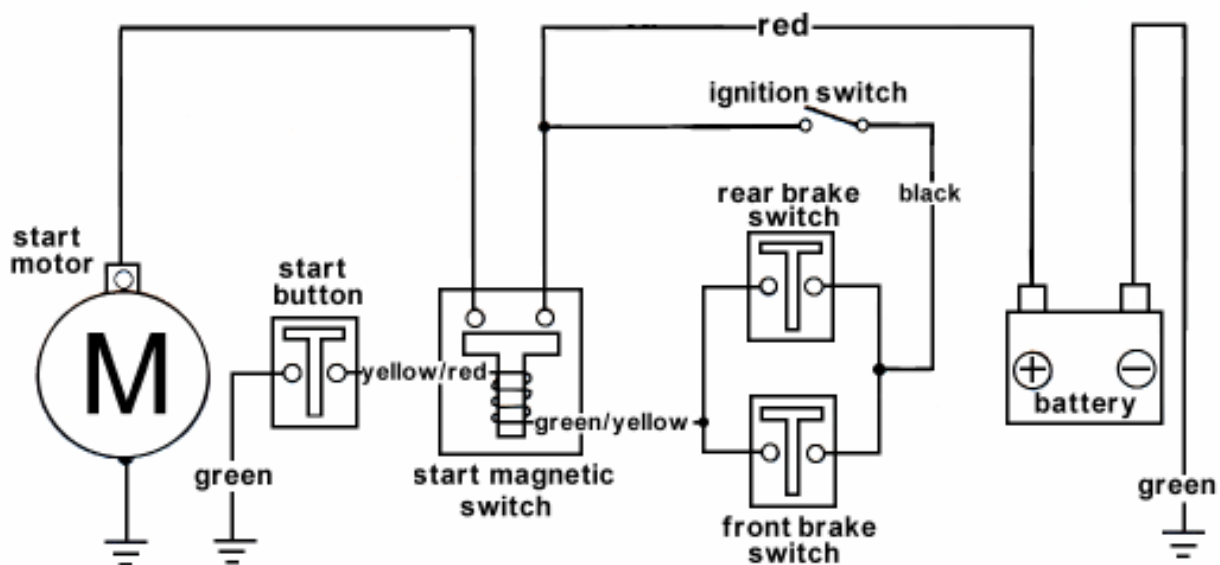 red
ignition switch
rear brake
switch
black
start
motor
start
button
M
yellow/red
green/yellow
+
−
battery
green
start magnetic
switch
front brake
switch
green